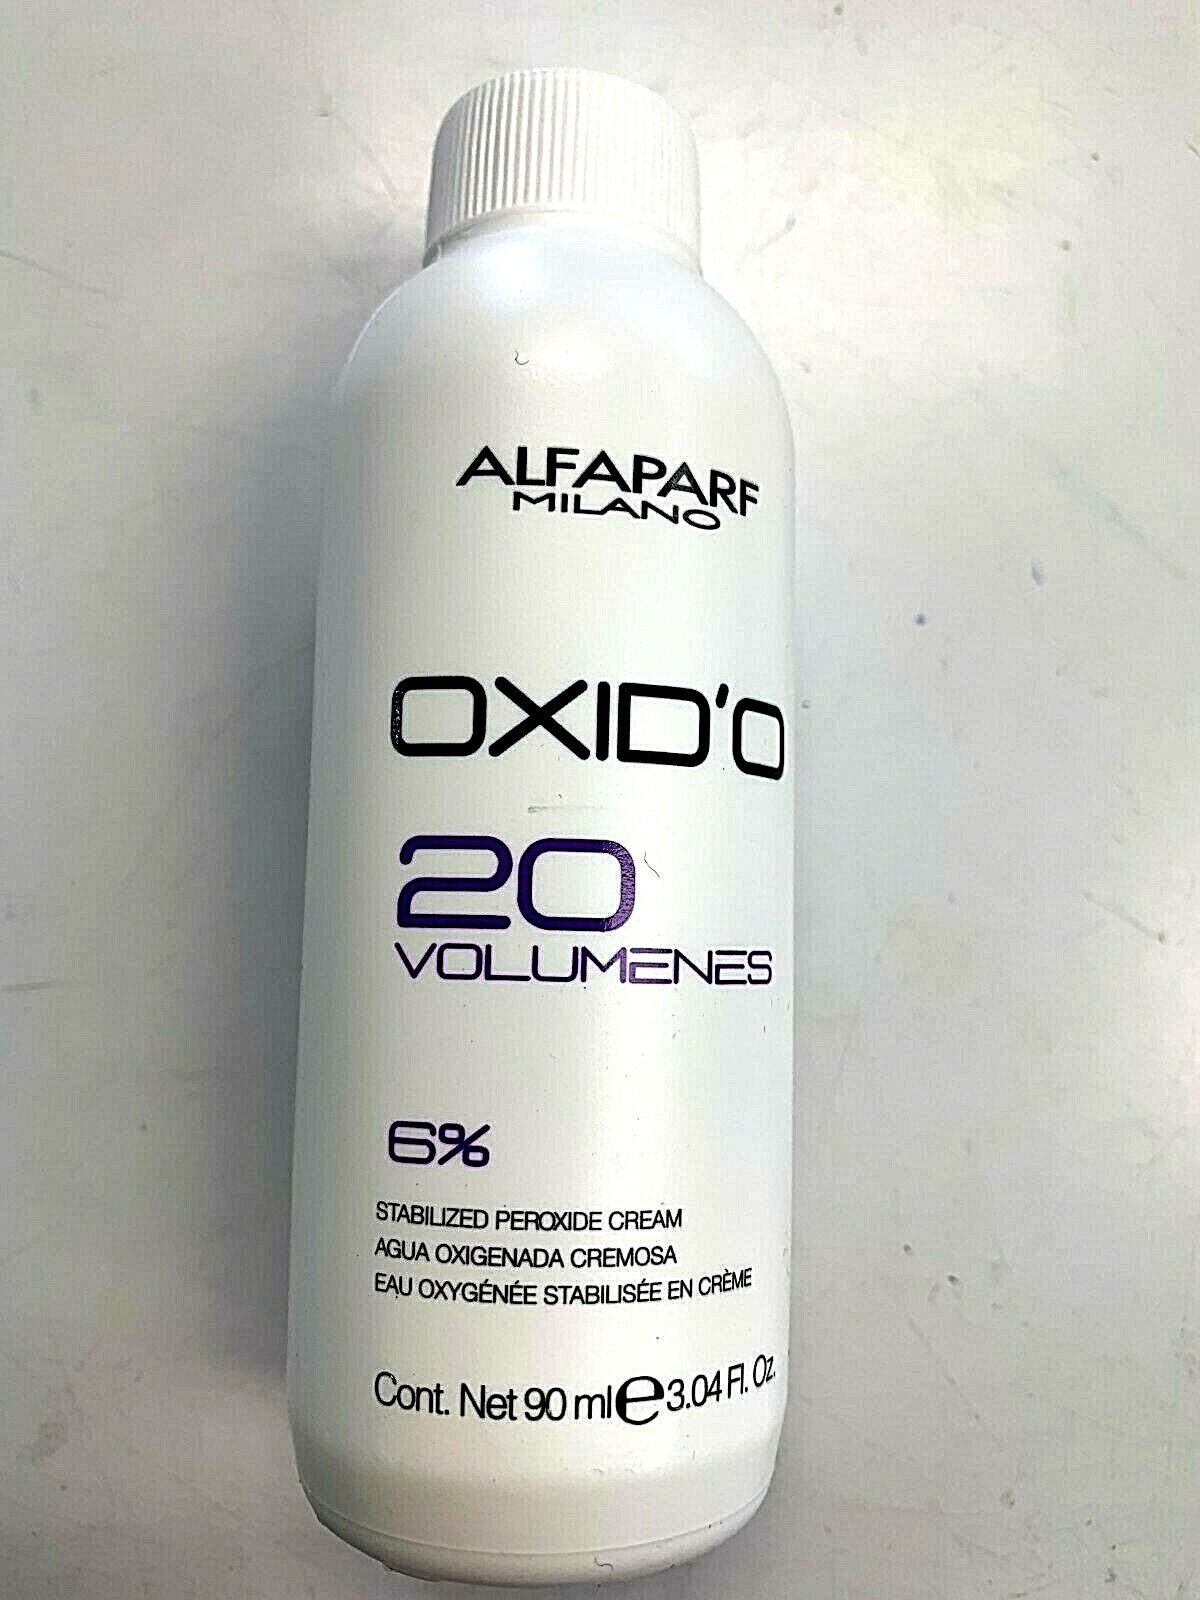 ALFAPARF
MILANO
OXID'O
20
VOLUMENES
6%
STABILIZED PEROXIDE CREAM
AGUA OXIGENADA CREMOSA
EAU OXYGÉNÉE STABILISÉE EN CRÈME
Cont. Net 90 ml e 3.04 Fl. Oz.